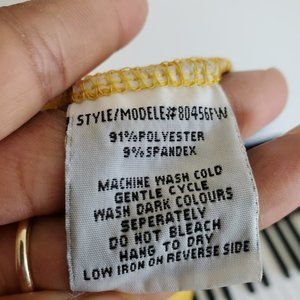 STYLE/MODELE#80456FW
91%POLYESTER
9%SPANDEX
MACHINE WASH COLD
GENTLE CYCLE
WASH DARK COLOURS
SEPERATELY
DO NOT BLEACH
HANG TO DRY
LOW IRON ON REVERSE SIDE